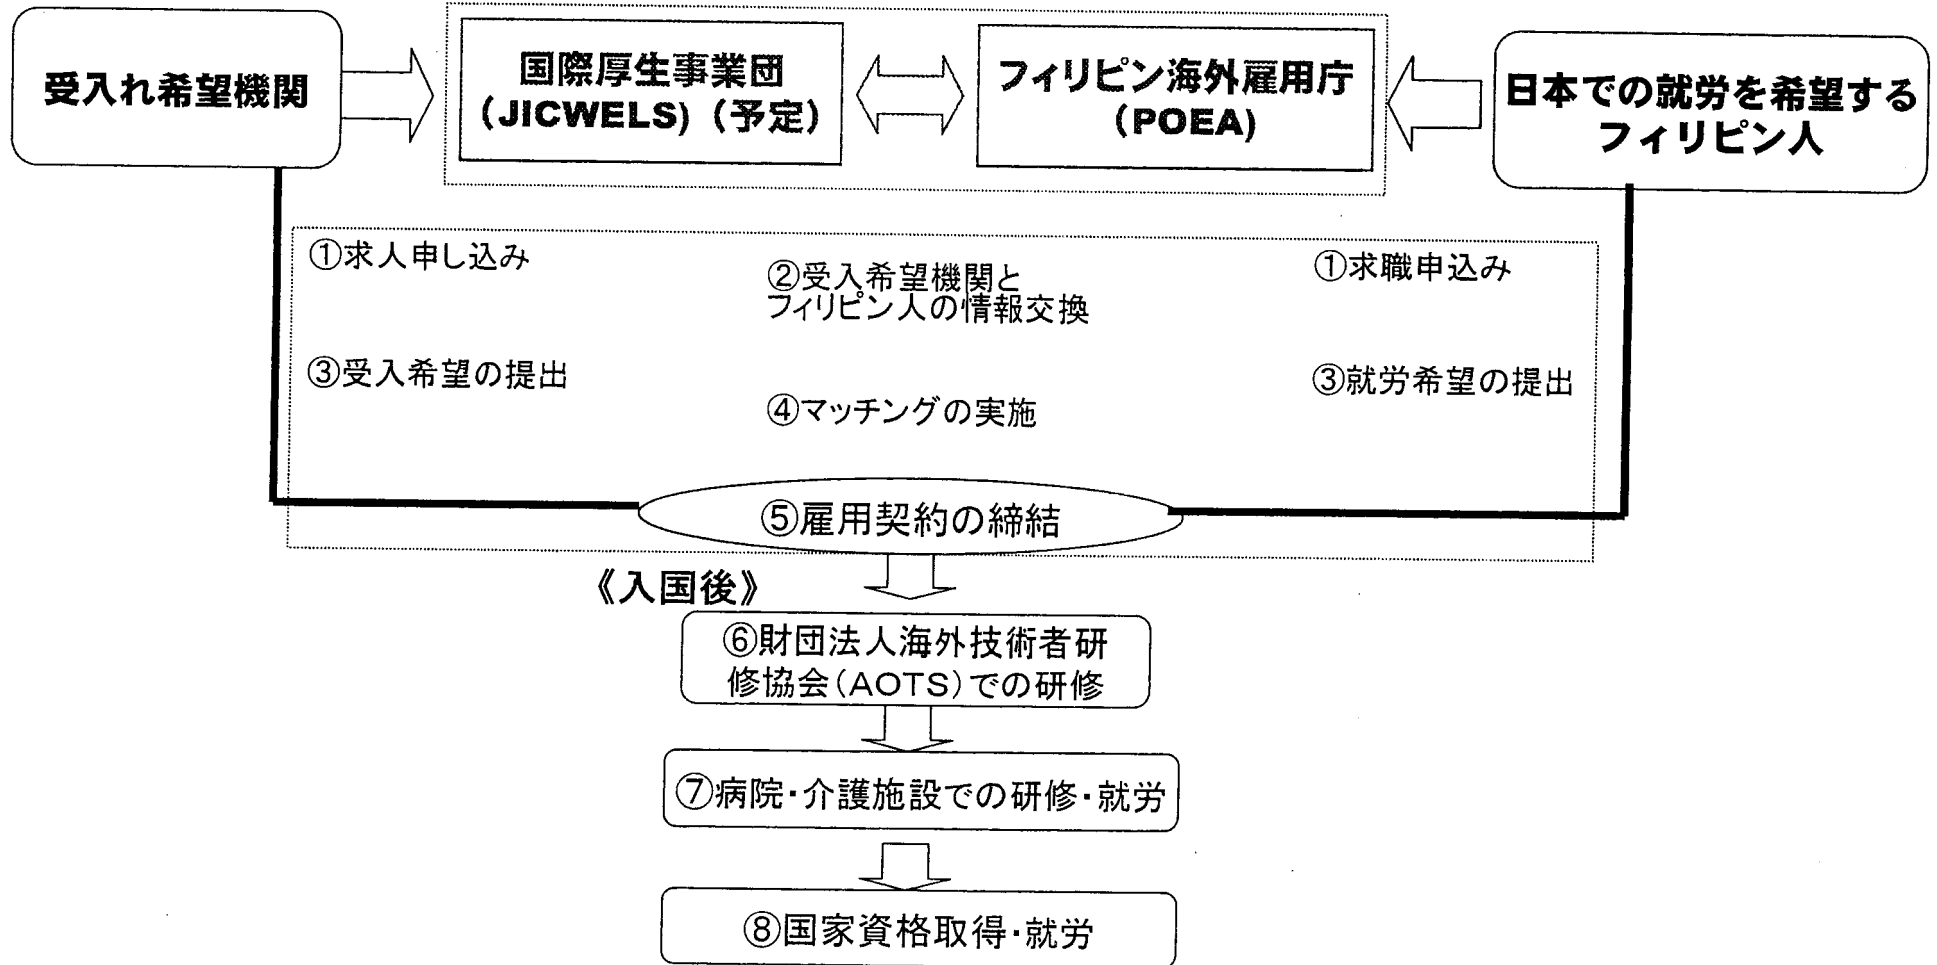 受入れ希望機関
国際厚生事業団
(JICWELS)(予定)
フィリピン海外雇用庁
(POEA)
日本での就労を希望する
フィリピン人
①求人申し込み
②受入希望機関と
フィリピン人の情報交換
①求職申込み
③受入希望の提出
③就労希望の提出
④マッチングの実施
⑤雇用契約の締結
《入国後》
⑥財団法人海外技術者研
修協会(AOTS)での研修
⑦病院・介護施設での研修・就労
⑧国家資格取得・就労